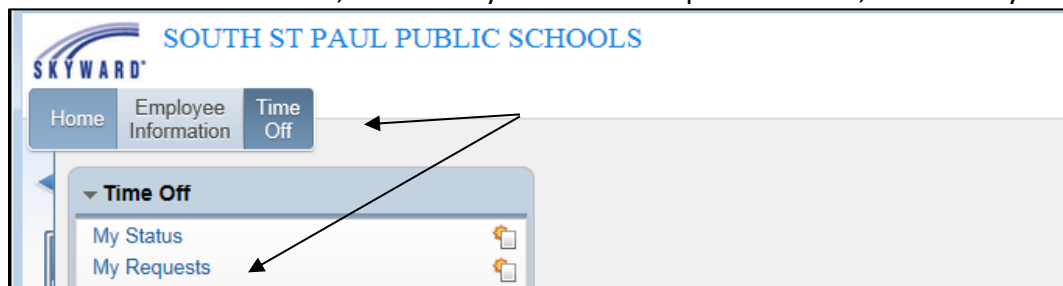 SOUTH ST PAUL PUBLIC SCHOOLS
SKYWARD
Home
Employee Information
Time Off
Time Off
My Status
My Requests